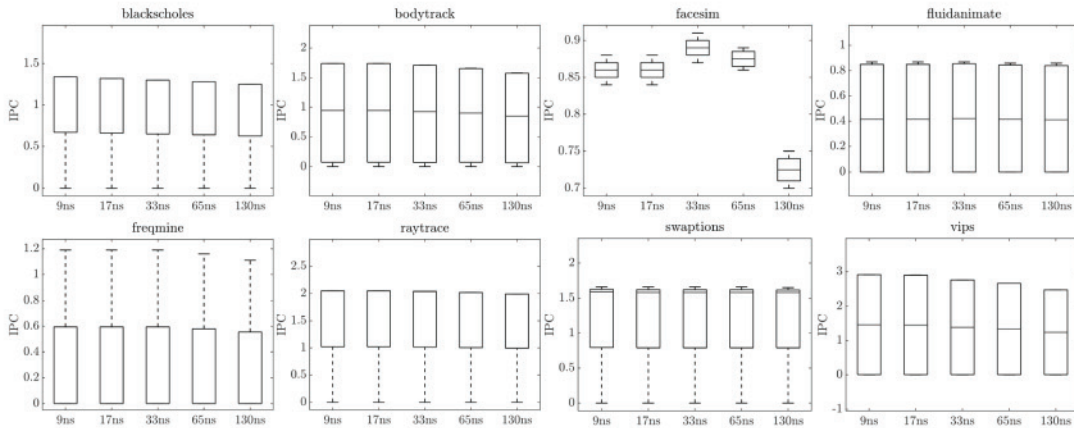 blackscholes
1.5
1
0.5
0
IPC
9ns 17ns 33ns 65ns 130ns
bodytrack
2
1.5
1
0.5
0
IPC
9ns 17ns 33ns 65ns 130ns
facesim
0.9
0.85
0.8
0.75
0.7
IPC
9ns 17ns 33ns 65ns 130ns
fluidanimate
1
0.8
0.6
0.4
0.2
0
IPC
9ns 17ns 33ns 65ns 130ns
freqmine
1.2
1
0.8
0.6
0.4
0.2
0
IPC
9ns 17ns 33ns 65ns 130ns
raytrace
2.5
2
1.5
1
0.5
0
IPC
9ns 17ns 33ns 65ns 130ns
swaptions
2
1.5
1
0.5
0
IPC
9ns 17ns 33ns 65ns 130ns
vips
3
2
1
0
-1
IPC
9ns 17ns 33ns 65ns 130ns